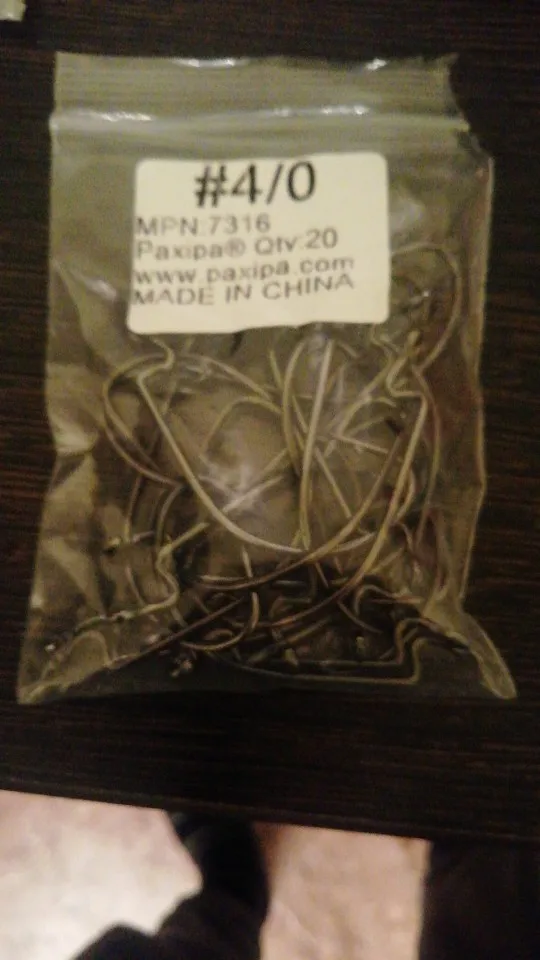 #4/0
MPN:7316
Paxipa® Qty:20
www.paxipa.com
MADE IN CHINA